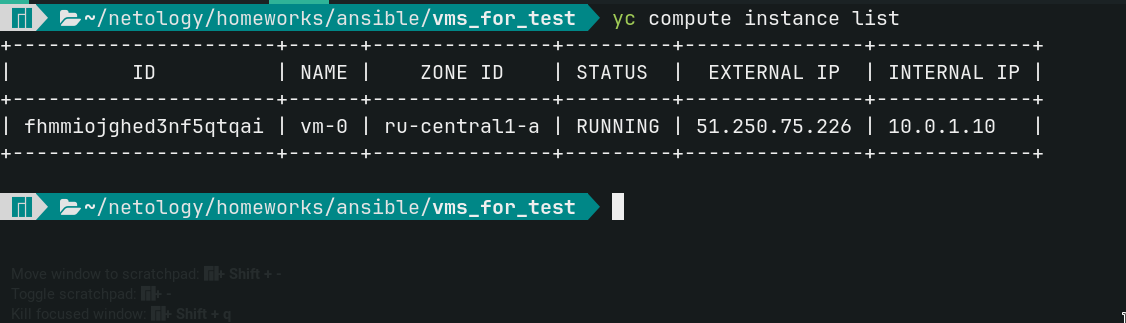 ~/netology/homeworks/ansible/vms_for_test yc compute instance list
+----------------------+------+---------------+---------+---------------+-------------+
| ID | NAME | ZONE ID | STATUS | EXTERNAL IP | INTERNAL IP |
+----------------------+------+---------------+---------+---------------+-------------+
| fhmmiojghed3nf5qtqai | vm-0 | ru-central1-a | RUNNING | 51.250.75.226 | 10.0.1.10 |
+----------------------+------+---------------+---------+---------------+-------------+
~/netology/homeworks/ansible/vms_for_test
Move window to scratchpad: + Shift + -
Toggle scratchpad: + -
Kill focused window: + Shift + q